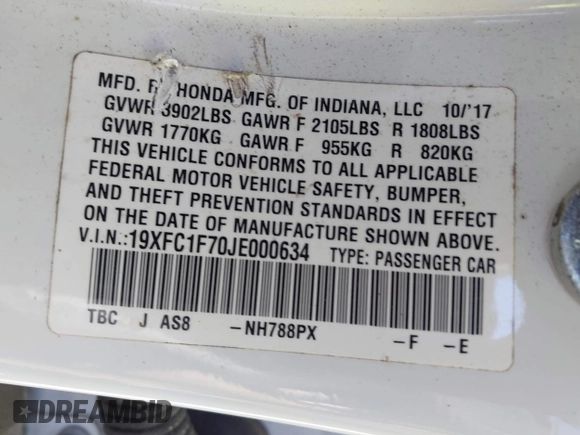 MFD. BY HONDA MFG. OF INDIANA, LLC 10/'17
GVWR 3902LBS GAWR F 2105LBS R 1808LBS
GVWR 1770KG GAWR F 955KG R 820KG
THIS VEHICLE CONFORMS TO ALL APPLICABLE
FEDERAL MOTOR VEHICLE SAFETY, BUMPER,
AND THEFT PREVENTION STANDARDS IN EFFECT
ON THE DATE OF MANUFACTURE SHOWN ABOVE.
V.I.N.:19XFC1F70JE000634 TYPE: PASSENGER CAR
TBC J AS8 -NH788PX -F -E
DREAMBID